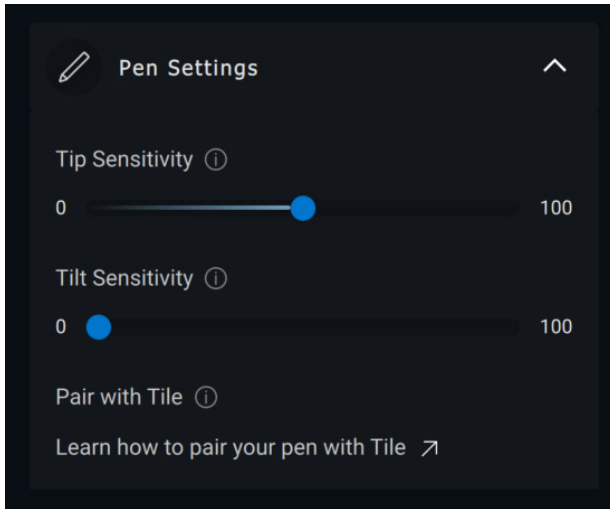 Pen Settings
Tip Sensitivity
0 100
Tilt Sensitivity
0 100
Pair with Tile
Learn how to pair your pen with Tile